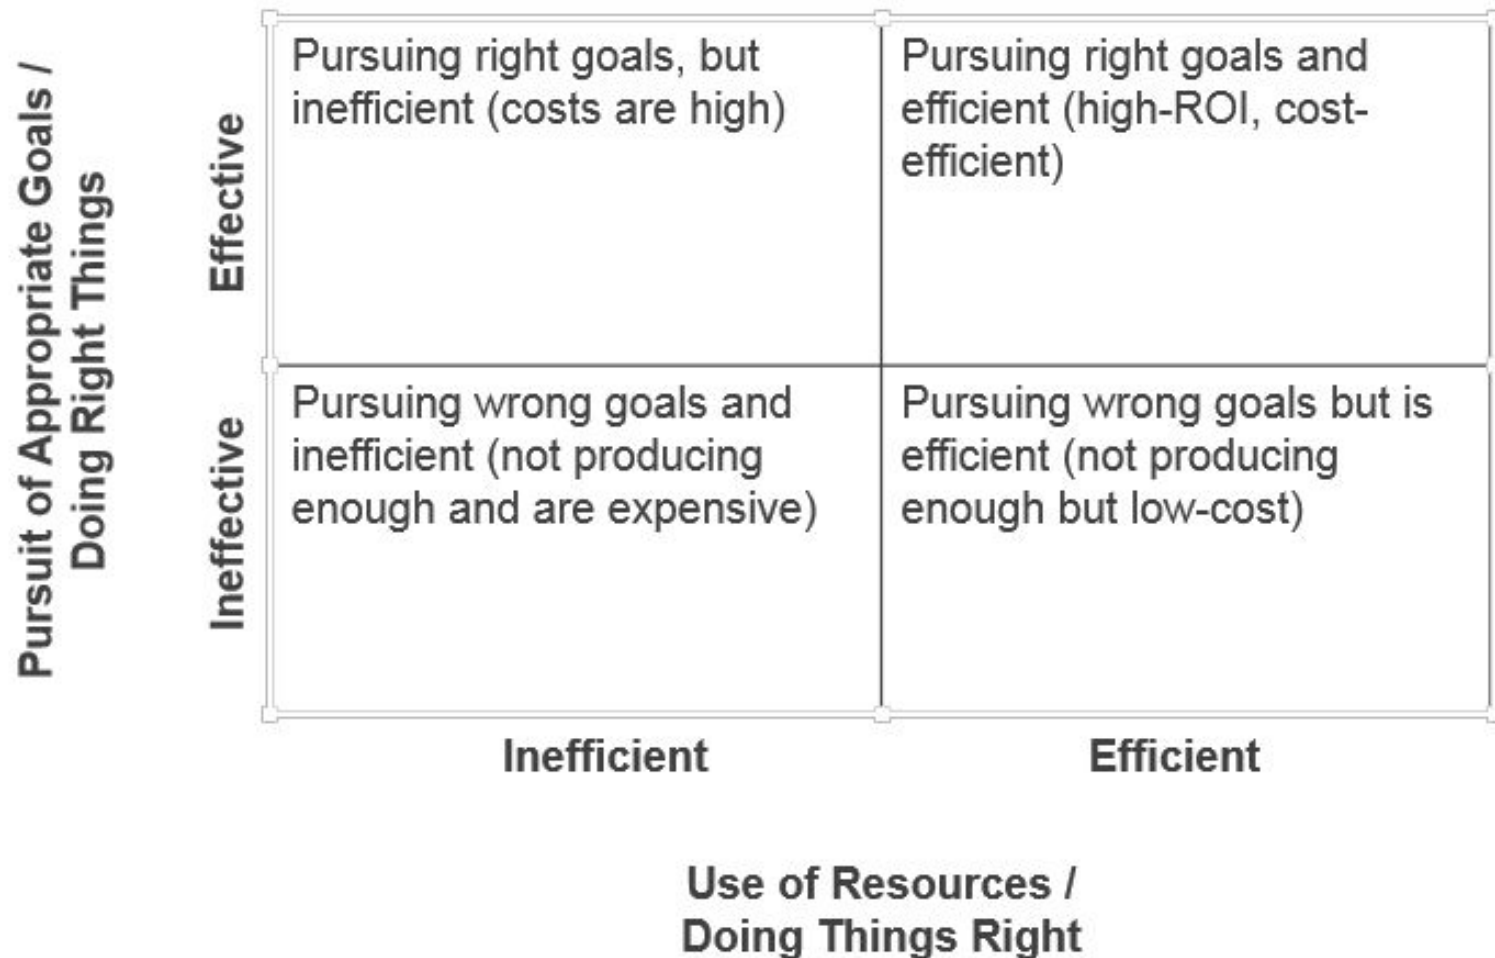 Pursuit of Appropriate Goals /
Doing Right Things
Effective
Pursuing right goals, but
inefficient (costs are high)
Pursuing right goals and
efficient (high-ROI, cost-
efficient)
Ineffective
Pursuing wrong goals and
inefficient (not producing
enough and are expensive)
Pursuing wrong goals but is
efficient (not producing
enough but low-cost)
Inefficient
Efficient
Use of Resources /
Doing Things Right